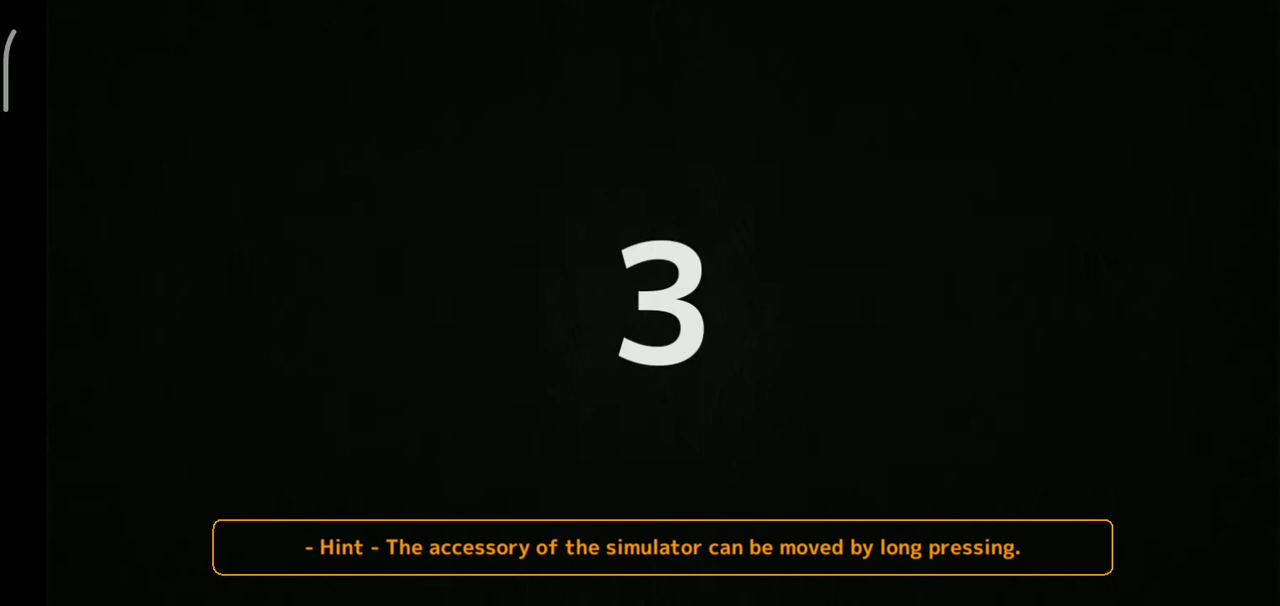 3
- Hint - The accessory of the simulator can be moved by long pressing.